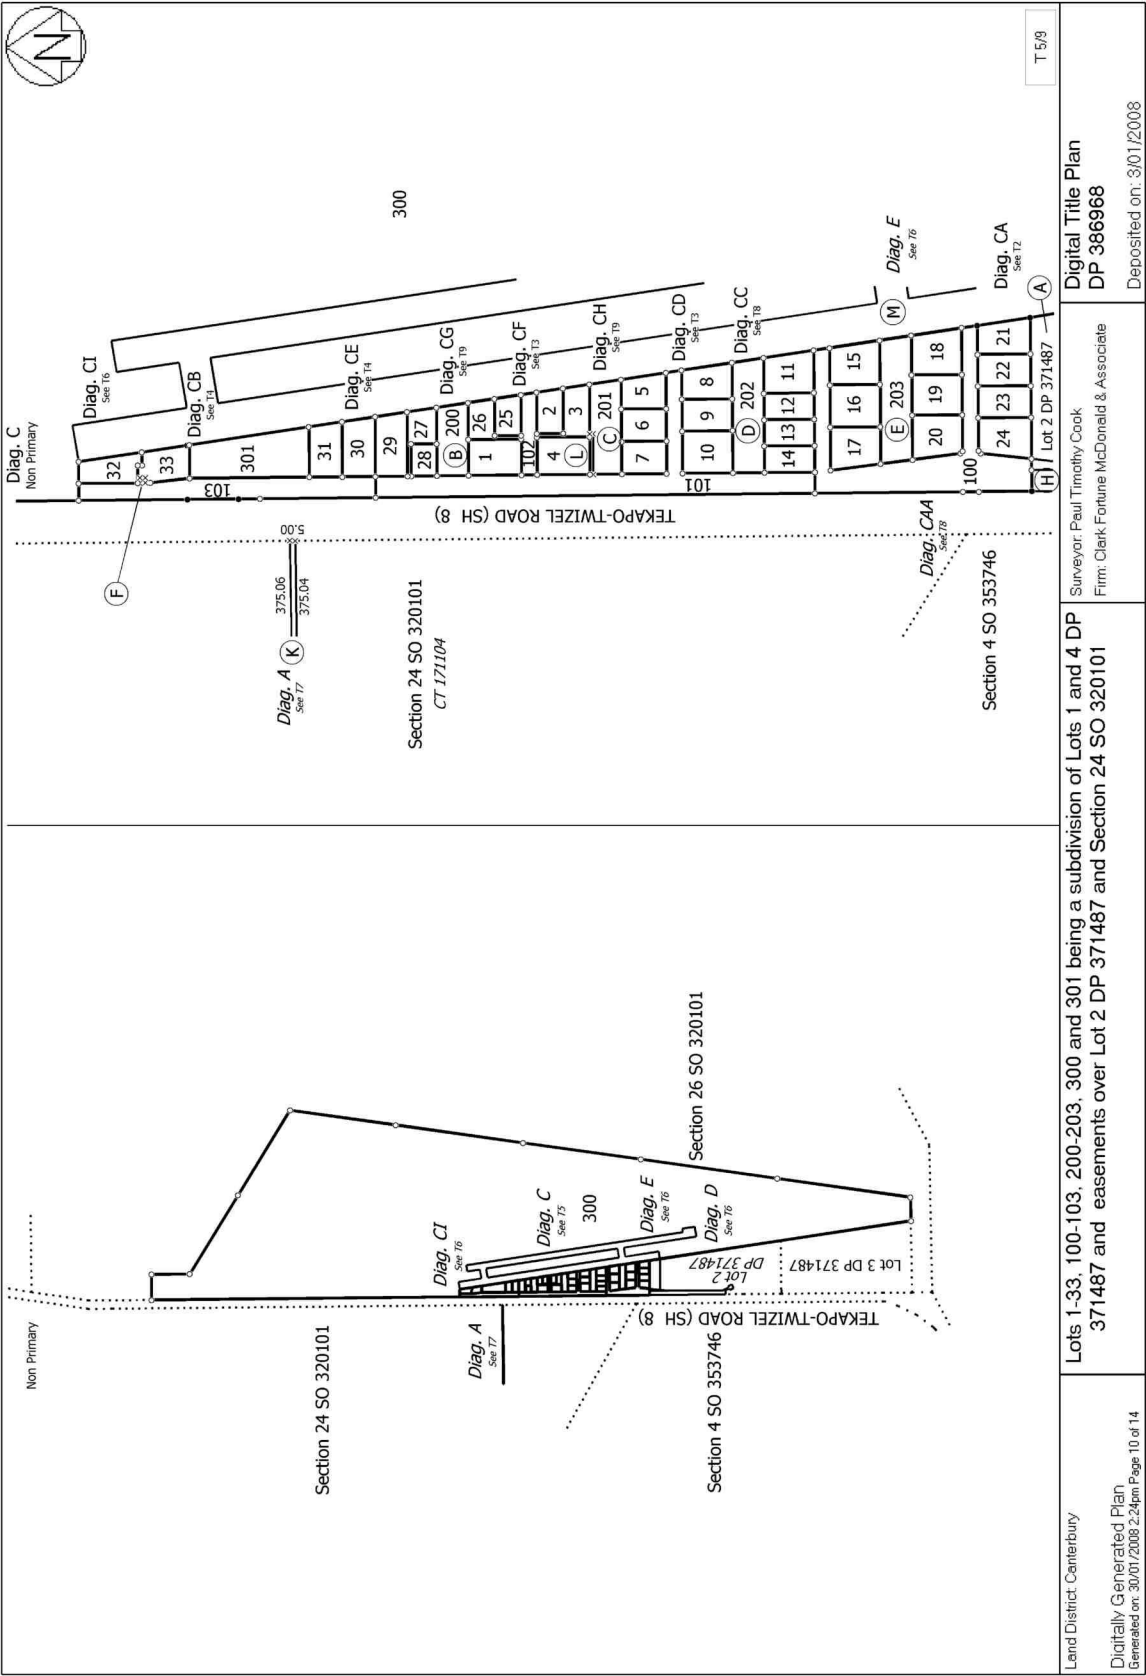 Non Primary
Section 24 SO 320101
Diag. A
See T7
Section 4 SO 353746
TEKAPO-TWIZEL ROAD (SH 8)
Diag. CI
See T6
Diag. C
See T5
300
Diag. E
See T6
Diag. D
See T6
Lot 2
DP 371487
Lot 3 DP 371487
Section 26 SO 320101
Diag. C
Non Primary
N
T 5/9
Diag. CI
See T6
Diag. CB
See T4
Diag. CE
See T4
Diag. CG
See T9
Diag. CF
See T3
Diag. CH
See T9
Diag. CD
See T3
Diag. CC
See T8
Diag. E
See T6
Diag. CA
See T2
300
32
33
301
31
30
29
28
27
B
200
1
26
25
102
4
2
3
L
C
201
7
6
5
10
9
8
D
202
14
13
12
11
17
16
15
E
203
M
20
19
18
100
24
23
22
21
H
Lot 2 DP 371487
A
103
101
TEKAPO-TWIZEL ROAD (SH 8)
F
5.00
375.06
375.04
Diag. A
See T7
K
Section 24 SO 320101
CT 171104
Diag. CAA
See T8
Section 4 SO 353746
Land District: Canterbury
Digitally Generated Plan
Generated on: 30/01/2008 2:24pm Page 10 of 14
Lots 1-33, 100-103, 200-203, 300 and 301 being a subdivision of Lots 1 and 4 DP
371487 and easements over Lot 2 DP 371487 and Section 24 SO 320101
Surveyor: Paul Timothy Cook
Firm: Clark Fortune McDonald & Associate
Digital Title Plan
DP 386968
Deposited on: 3/01/2008